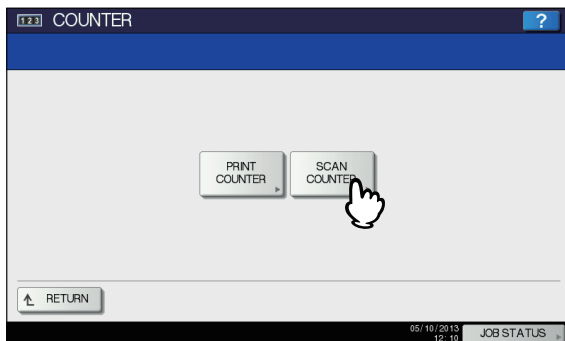 123 COUNTER
?
PRINT
COUNTER
SCAN
COUNTER
RETURN
05/10/2013
12:10
JOB STATUS